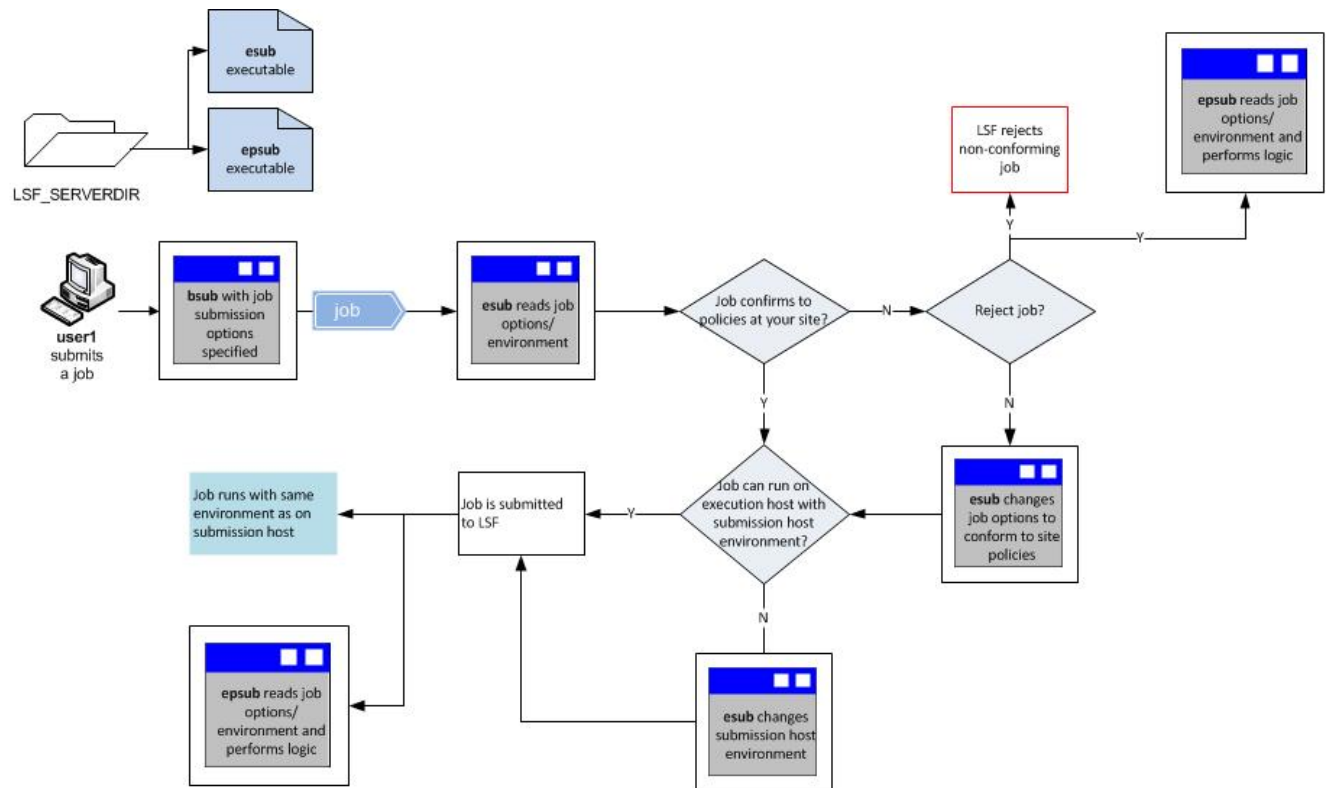 esub
executable
epsub
executable
LSF_SERVERDIR
LSF rejects
non-conforming
job
epsub reads job
options/
environment and
performs logic
Y
Y
user1
submits
a job
bsub with job
submission
options
specified
job
esub reads job
options/
environment
Job confirms to
policies at your site?
N
Reject job?
Y
N
Job runs with same
environment as on
submission host
Job is submitted
to LSF
Y
Job can run on
execution host with
submission host
environment?
esub changes
job options to
conform to site
policies
N
epsub reads job
options/
environment and
performs logic
esub changes
submission host
environment